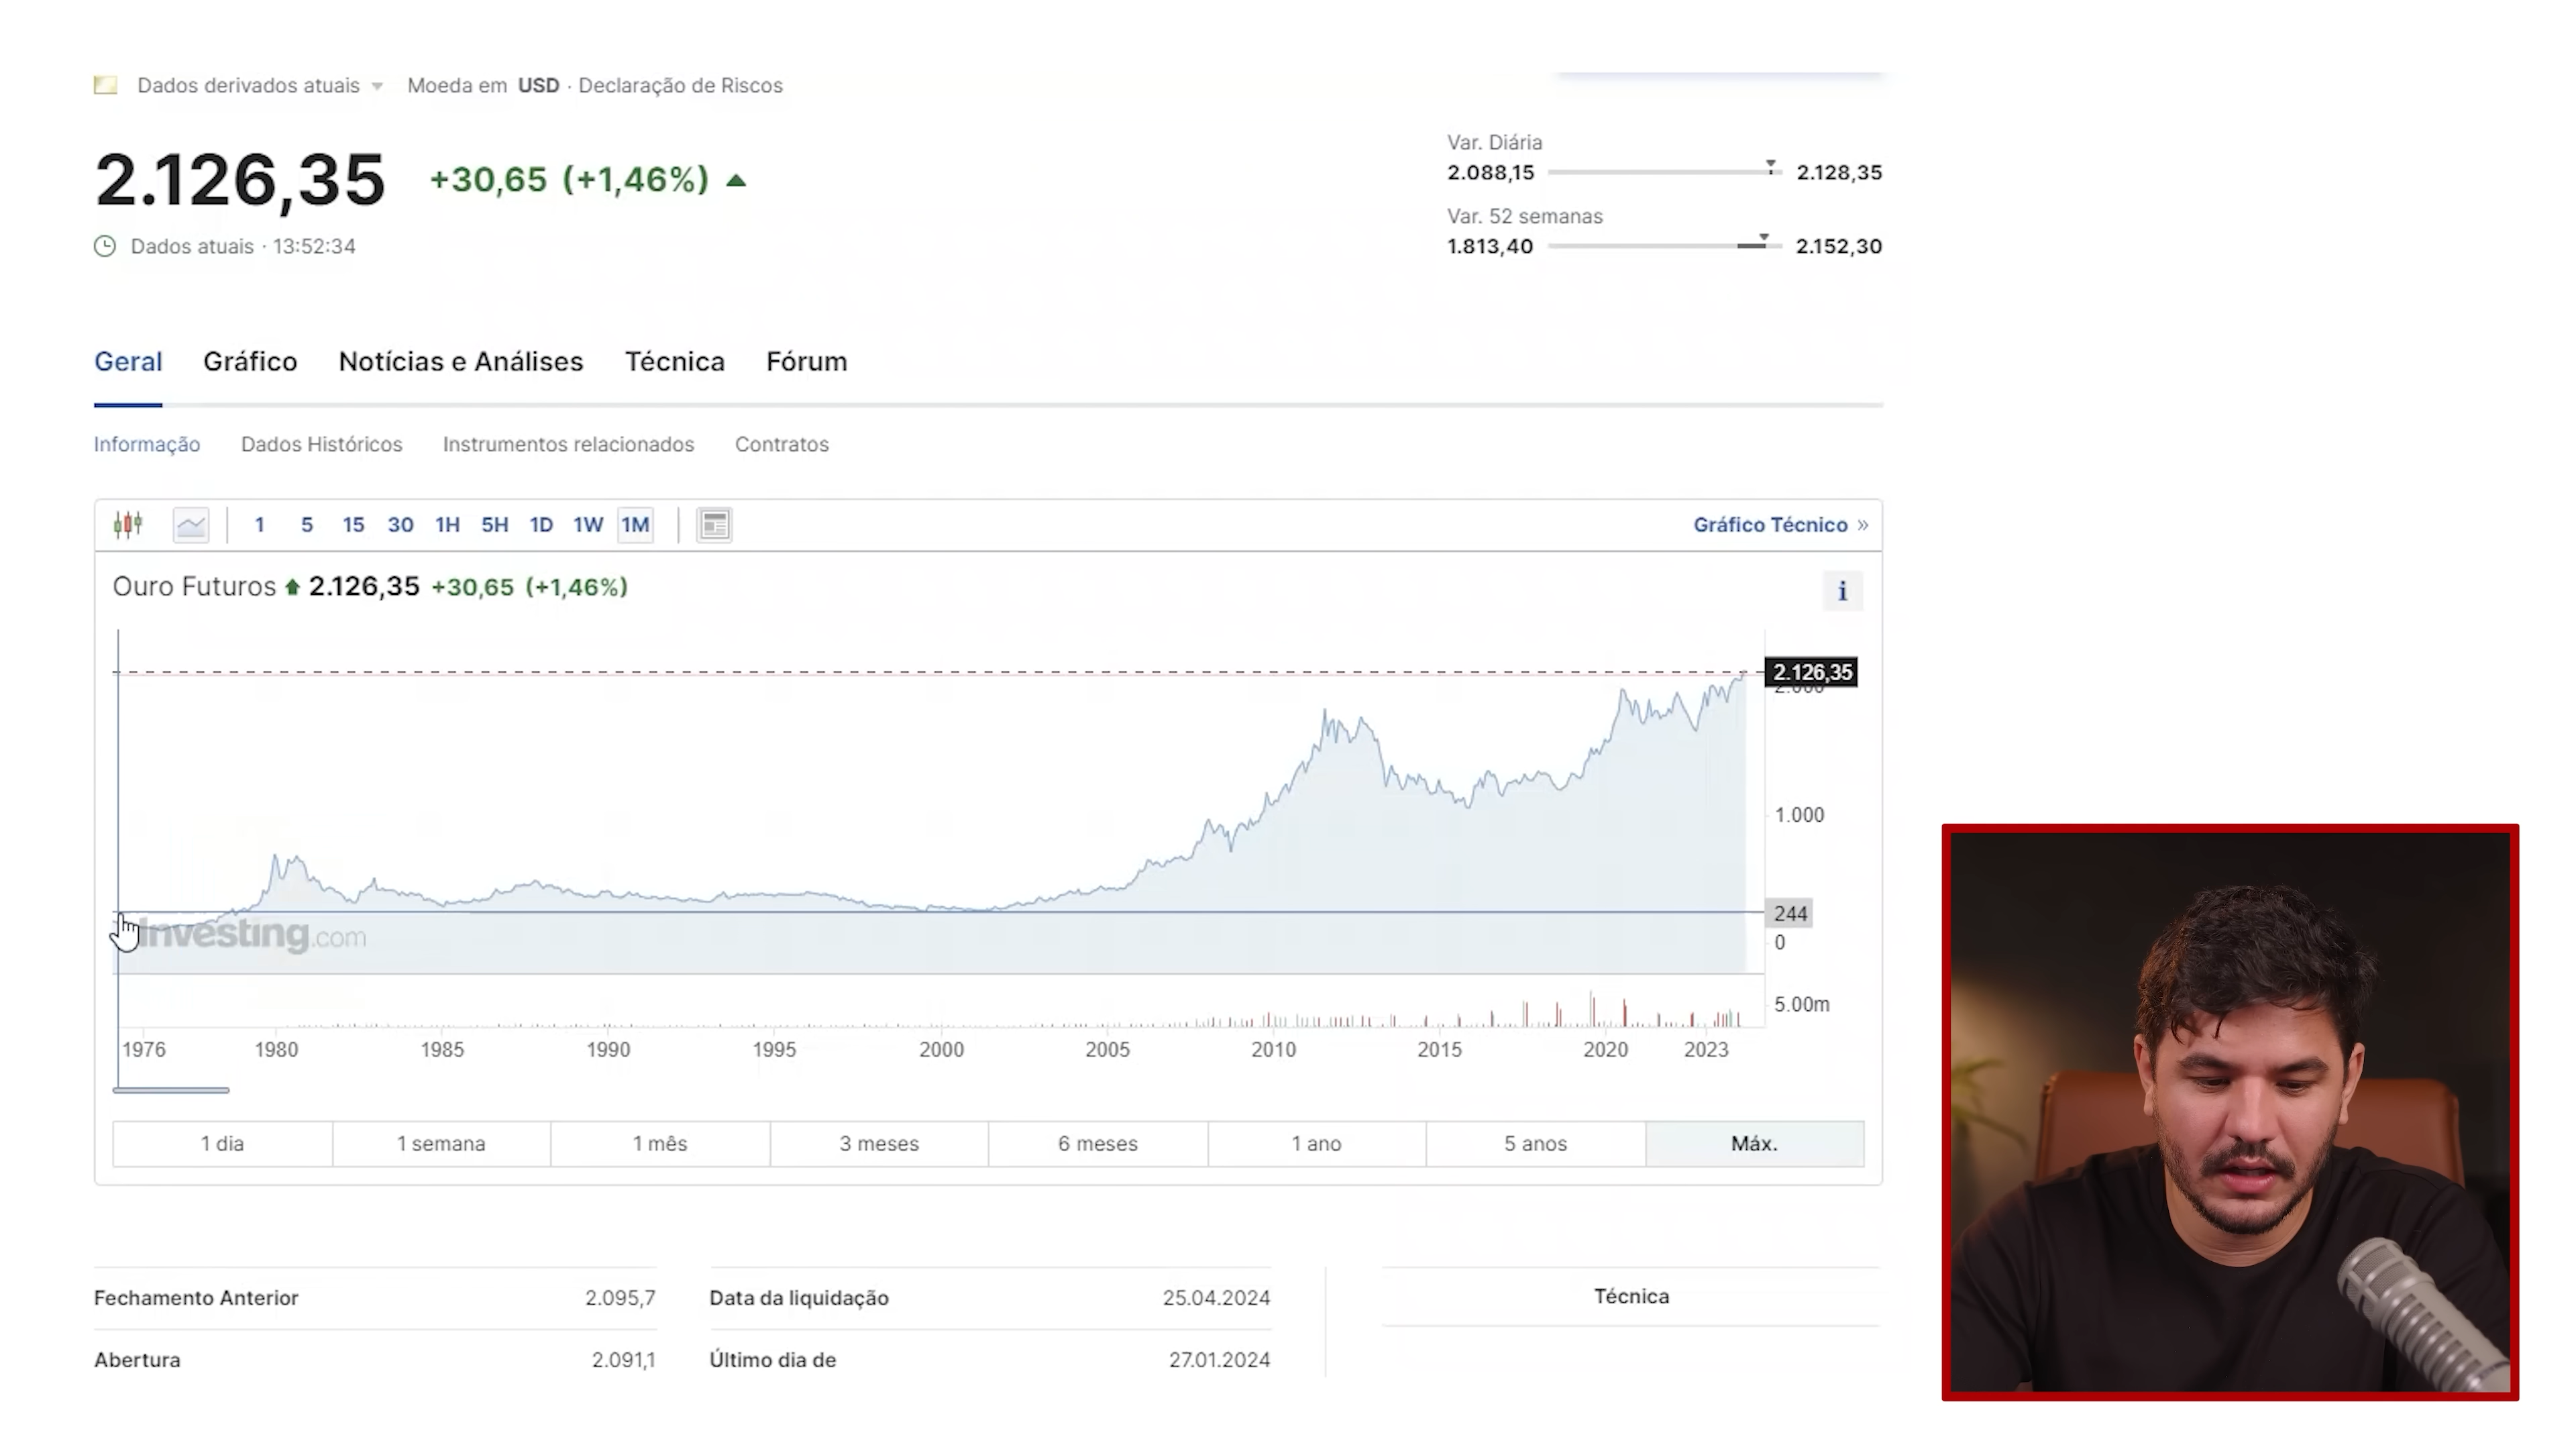 Dados derivados atuais Moeda em USD · Declaração de Riscos
2.126,35 +30,65 (+1,46%)
Dados atuais · 13:52:34
Var. Diária
2.088,15 2.128,35
Var. 52 semanas
1.813,40 2.152,30
Geral Gráfico Notícias e Análises Técnica Fórum
Informação Dados Históricos Instrumentos relacionados Contratos
1 5 15 30 1H 5H 1D 1W 1M Gráfico Técnico »
Ouro Futuros 2.126,35 +30,65 (+1,46%) i
2.126,35
2.000
1.000
244
0
Investing.com
5.00m
1976 1980 1985 1990 1995 2000 2005 2010 2015 2020 2023
1 dia 1 semana 1 mês 3 meses 6 meses 1 ano 5 anos Máx.
Fechamento Anterior 2.095,7 Data da liquidação 25.04.2024 Técnica
Abertura 2.091,1 Último dia de 27.01.2024